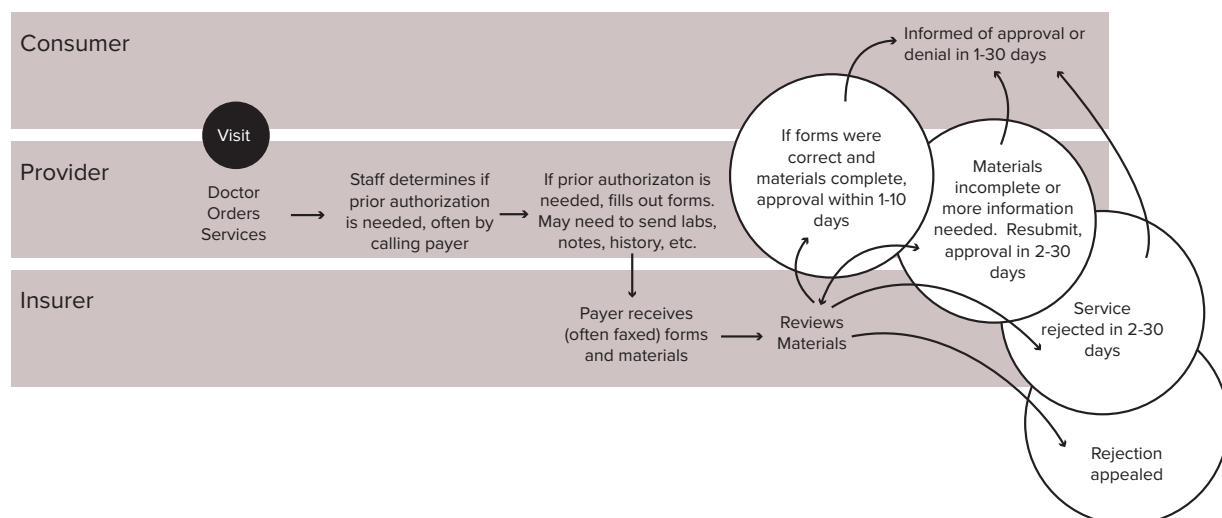 Consumer
Informed of approval or
denial in 1-30 days
Visit
Provider
Doctor
Orders
Services
Staff determines if
prior authorization
is needed, often by
calling payer
If prior authorizaton is
needed, fills out forms.
May need to send labs,
notes, history, etc.
If forms were
correct and
materials complete,
approval within 1-10
days
Materials
incomplete or
more information
needed.  Resubmit,
approval in 2-30
days
Insurer
Payer receives
(often faxed) forms
and materials
Reviews
Materials
Service
rejected in 2-30
days
Rejection
appealed